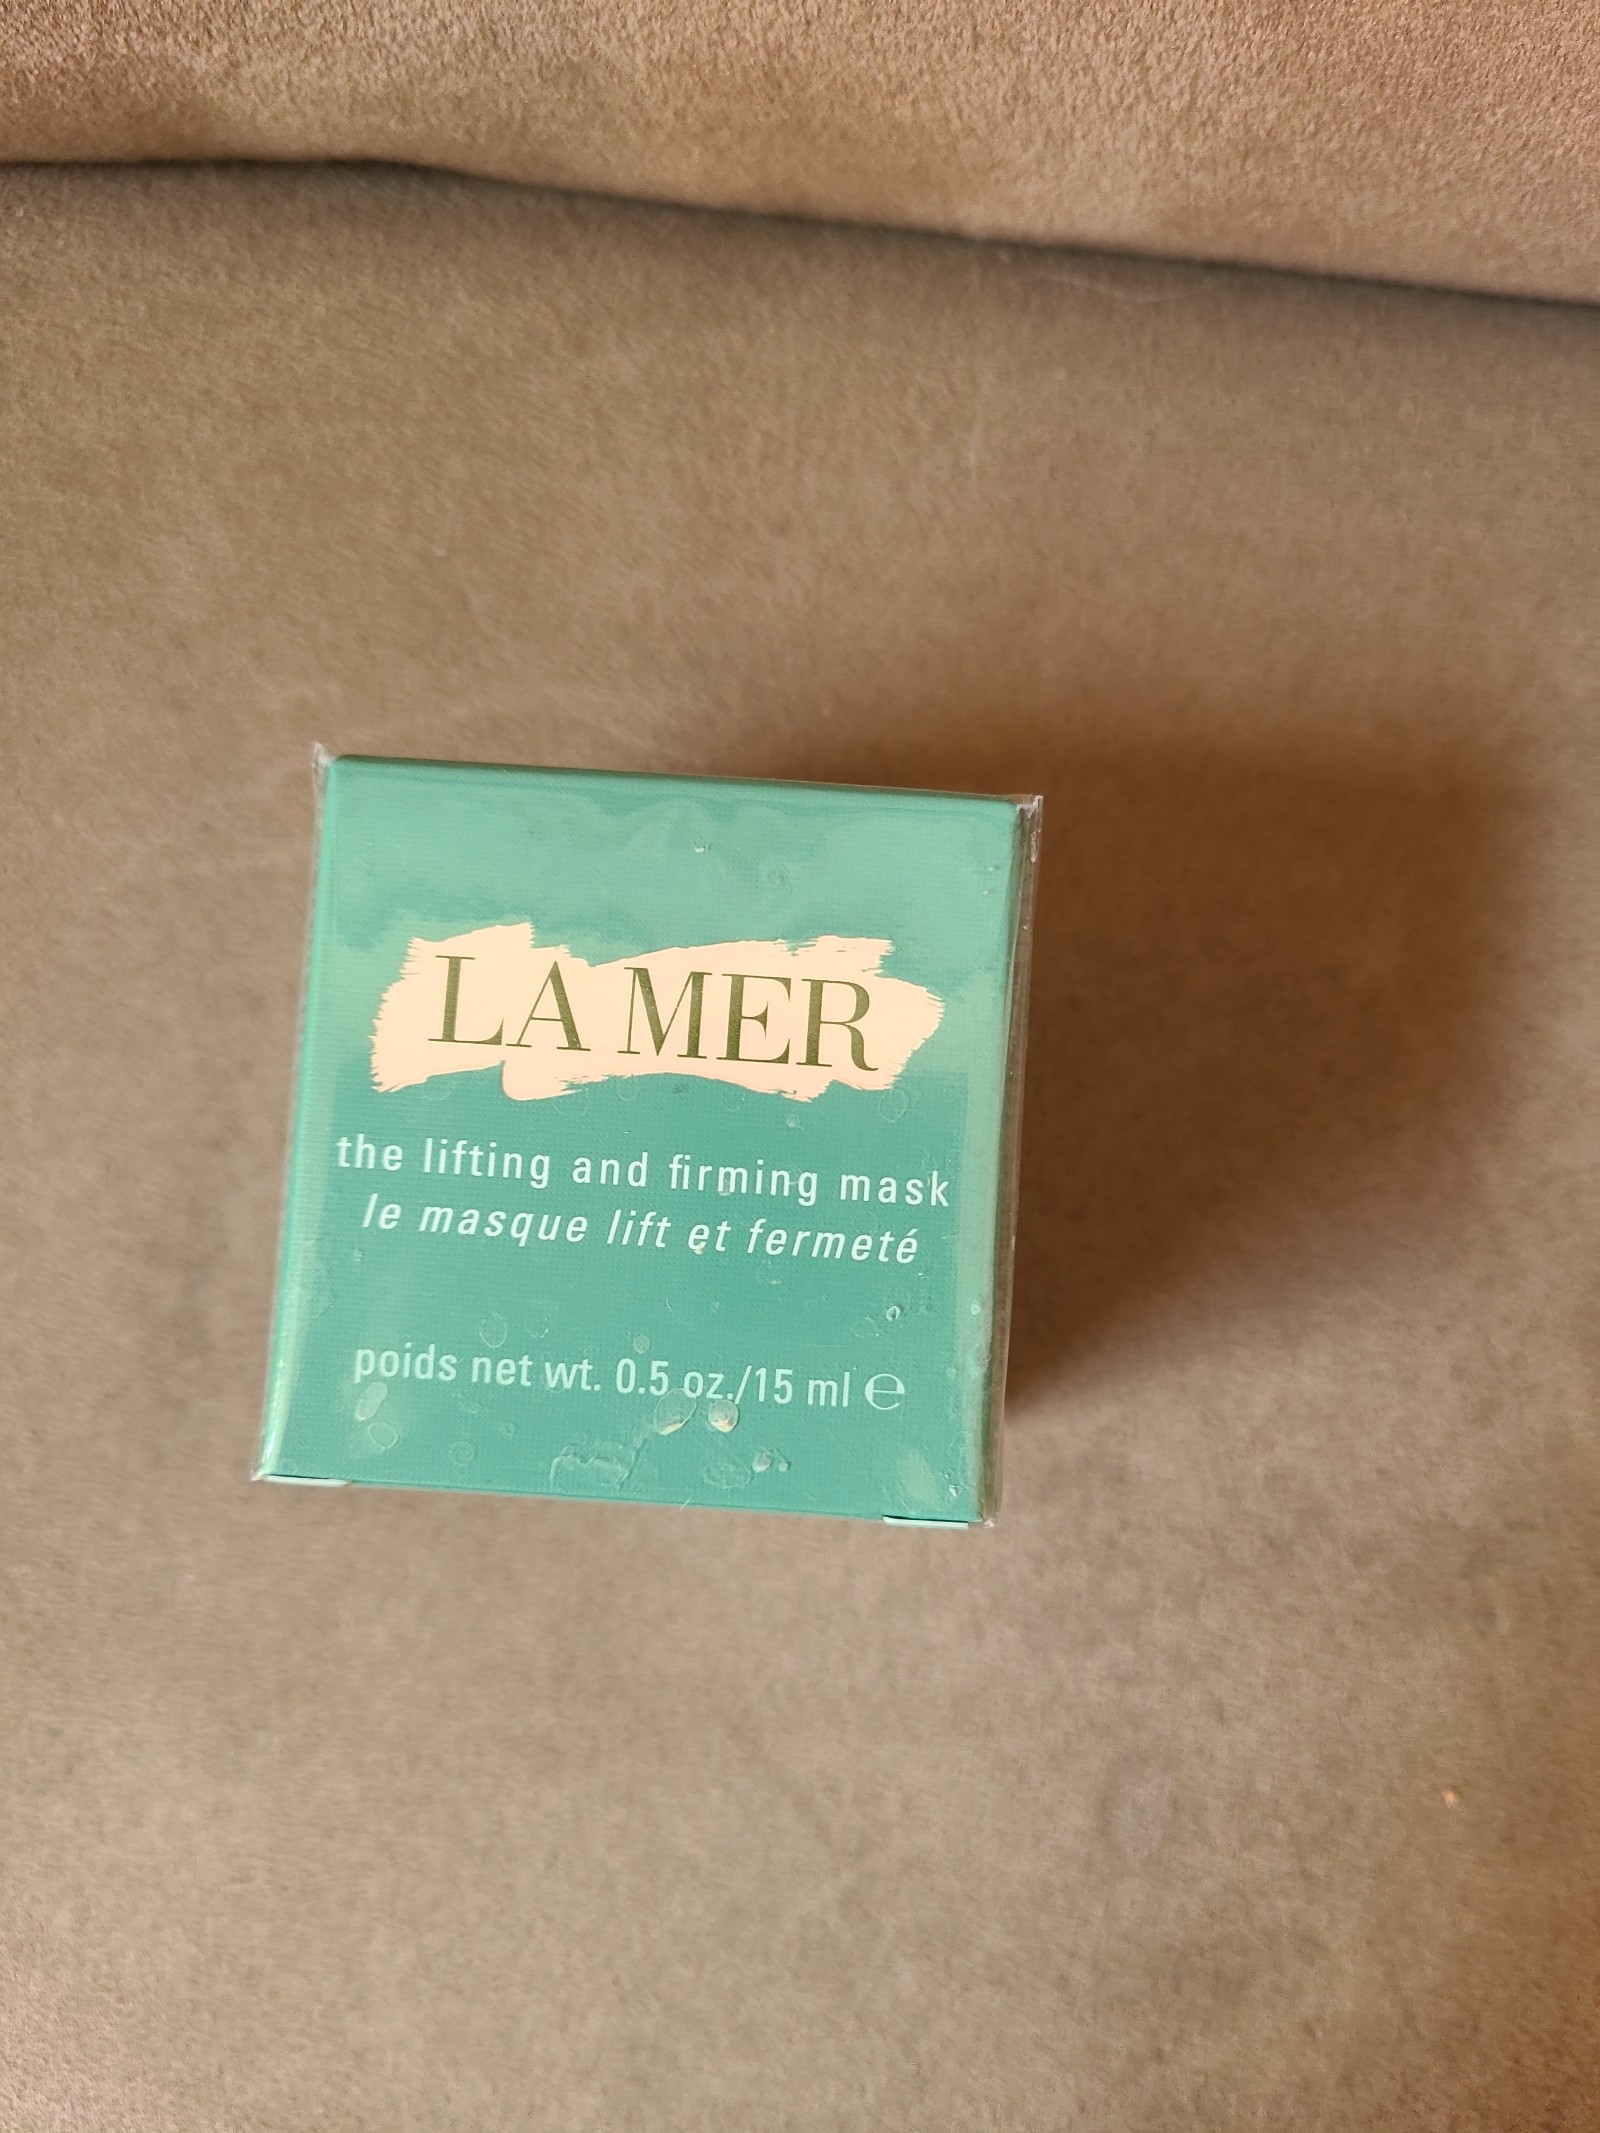 LA MER
the lifting and firming mask
le masque lift et fermeté
poids net wt. 0.5 oz./15 ml ℮